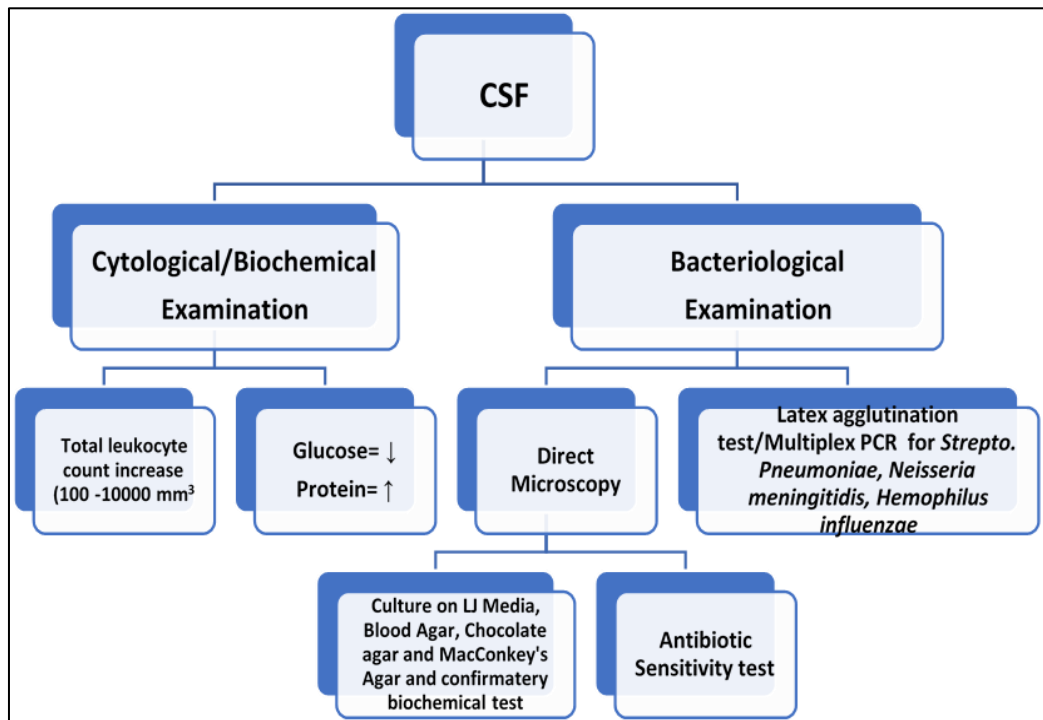 CSF
Cytological/Biochemical
Examination
Bacteriological
Examination
Total leukocyte
count increase
(100 -10000 mm³
Glucose= ↓
Protein= ↑
Direct
Microscopy
Latex agglutination
test/Multiplex PCR for Strepto.
Pneumoniae, Neisseria
meningitidis, Hemophilus
influenzae
Culture on LJ Media,
Blood Agar, Chocolate
agar and MacConkey's
Agar and confirmatery
biochemical test
Antibiotic
Sensitivity test